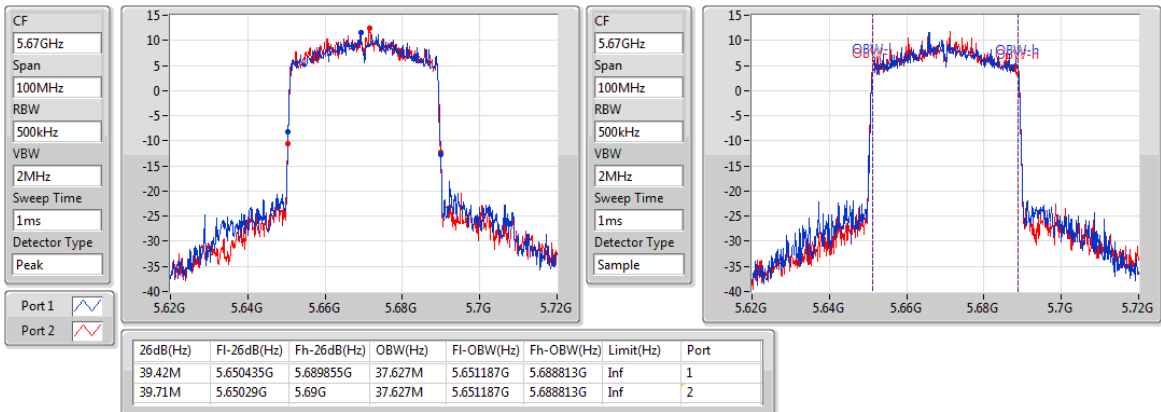 CF
5.67GHz
Span
100MHz
RBW
500kHz
VBW
2MHz
Sweep Time
1ms
Detector Type
Peak
Port 1
Port 2
15
10
5
0
-5
-10
-15
-20
-25
-30
-35
-40
5.62G 5.64G 5.66G 5.68G 5.7G 5.72G
CF
5.67GHz
Span
100MHz
RBW
500kHz
VBW
2MHz
Sweep Time
1ms
Detector Type
Sample
15
10
5
0
-5
-10
-15
-20
-25
-30
-35
-40
OBW-l OBW-h
OBW-l OBW-h
5.62G 5.64G 5.66G 5.68G 5.7G 5.72G
26dB(Hz) Fl-26dB(Hz) Fh-26dB(Hz) OBW(Hz) Fl-OBW(Hz) Fh-OBW(Hz) Limit(Hz) Port
39.42M 5.650435G 5.689855G 37.627M 5.651187G 5.688813G Inf 1
39.71M 5.65029G 5.69G 37.627M 5.651187G 5.688813G Inf 2